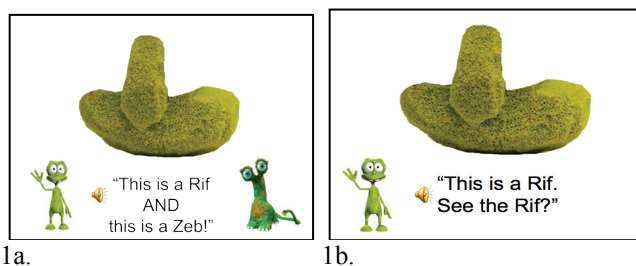 “This is a Rif
AND
this is a Zeb!”
1a.
“This is a Rif.
See the Rif?”
1b.